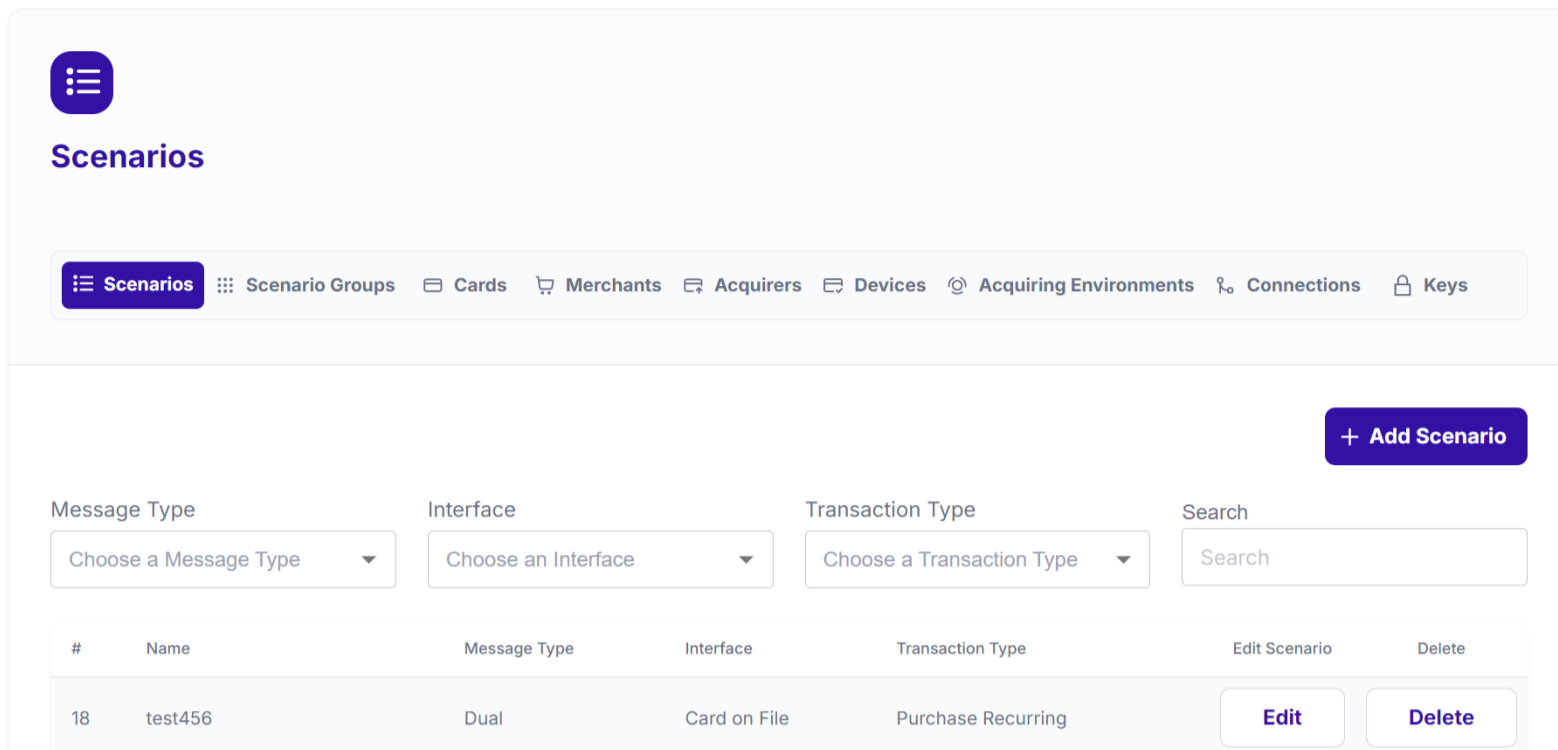 Scenarios
Scenarios Scenario Groups Cards Merchants Acquirers Devices Acquiring Environments Connections Keys
+ Add Scenario
Message Type Interface Transaction Type Search
Choose a Message Type Choose an Interface Choose a Transaction Type Search
# Name Message Type Interface Transaction Type Edit Scenario Delete
18 test456 Dual Card on File Purchase Recurring Edit Delete